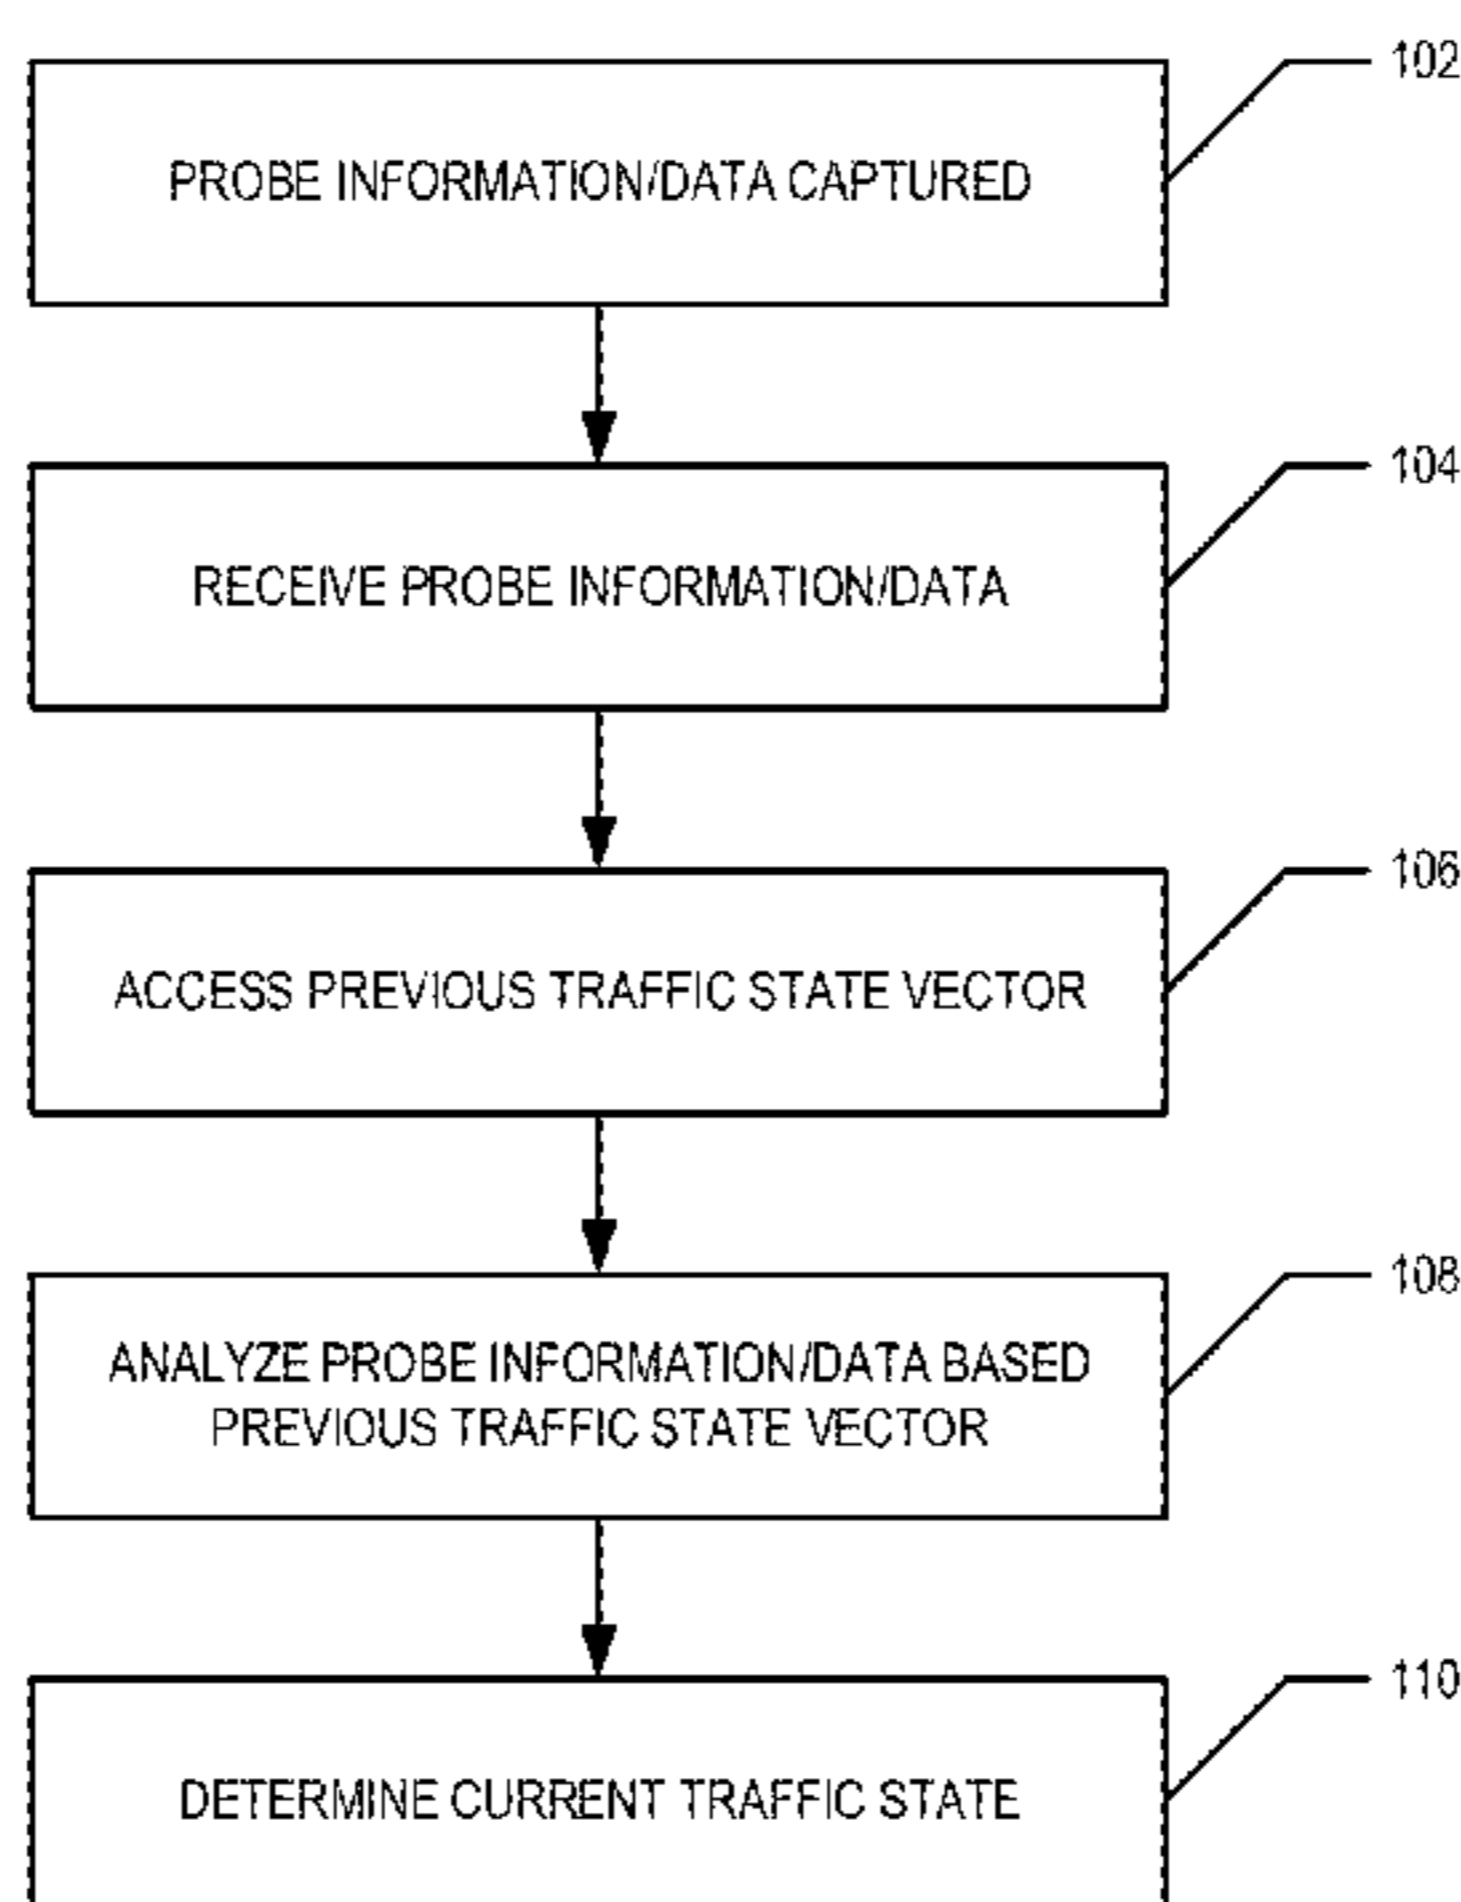 102
PROBE INFORMATION/DATA CAPTURED
104
RECEIVE PROBE INFORMATION/DATA
106
ACCESS PREVIOUS TRAFFIC STATE VECTOR
108
ANALYZE PROBE INFORMATION/DATA BASED
PREVIOUS TRAFFIC STATE VECTOR
110
DETERMINE CURRENT TRAFFIC STATE